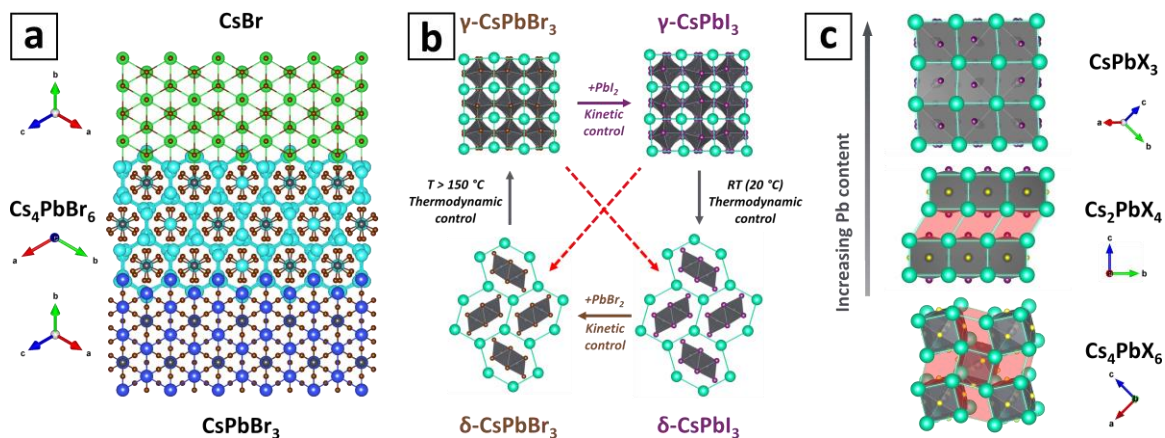 a
CsBr
b
c
a
Cs₄PbBr₆
a
b
b
c
a
CsPbBr₃
b
γ-CsPbBr₃
γ-CsPbI₃
+PbI₂
Kinetic
control
T > 150 °C
Thermodynamic
control
RT (20 °C)
Thermodynamic
control
+PbBr₂
Kinetic
control
δ-CsPbBr₃
δ-CsPbI₃
c
Increasing Pb content
CsPbX₃
c
a
b
Cs₂PbX₄
c
a
b
Cs₄PbX₆
c
b
a